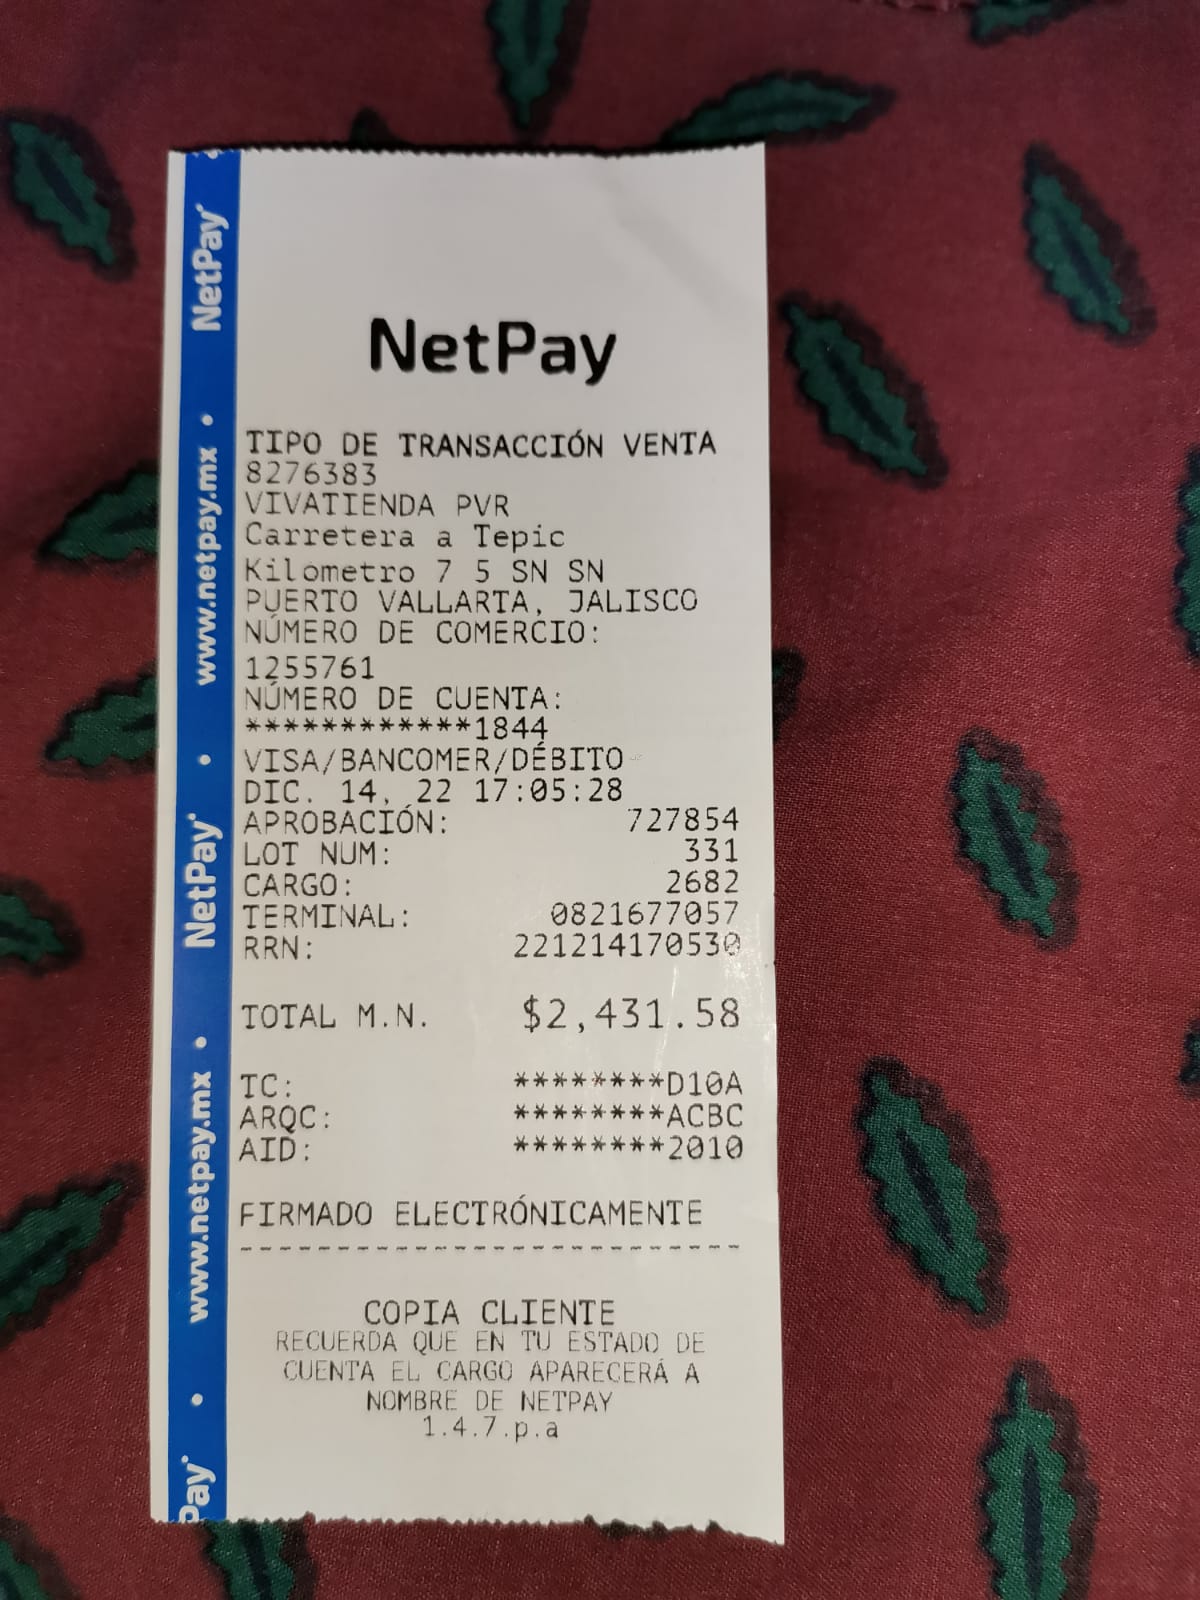 NetPay
TIPO DE TRANSACCIÓN VENTA
8276383
VIVATIENDA PVR
Carretera a Tepic
Kilometro 7 5 SN SN
PUERTO VALLARTA, JALISCO
NÚMERO DE COMERCIO:
1255761
NÚMERO DE CUENTA:
************1844
VISA/BANCOMER/DÉBITO
DIC. 14, 22 17:05:28
APROBACIÓN: 727854
LOT NUM: 331
CARGO: 2682
TERMINAL: 0821677057
RRN: 221214170530
TOTAL M.N. $2,431.58
TC: ********D10A
ARQC: ********ACBC
AID: ********2010
FIRMADO ELECTRÓNICAMENTE
--------------------------
COPIA CLIENTE
RECUERDA QUE EN TU ESTADO DE
CUENTA EL CARGO APARECERÁ A
NOMBRE DE NETPAY
1.4.7.p.a
Pay • www.netpay.mx • NetPay • www.netpay.mx • NetPay